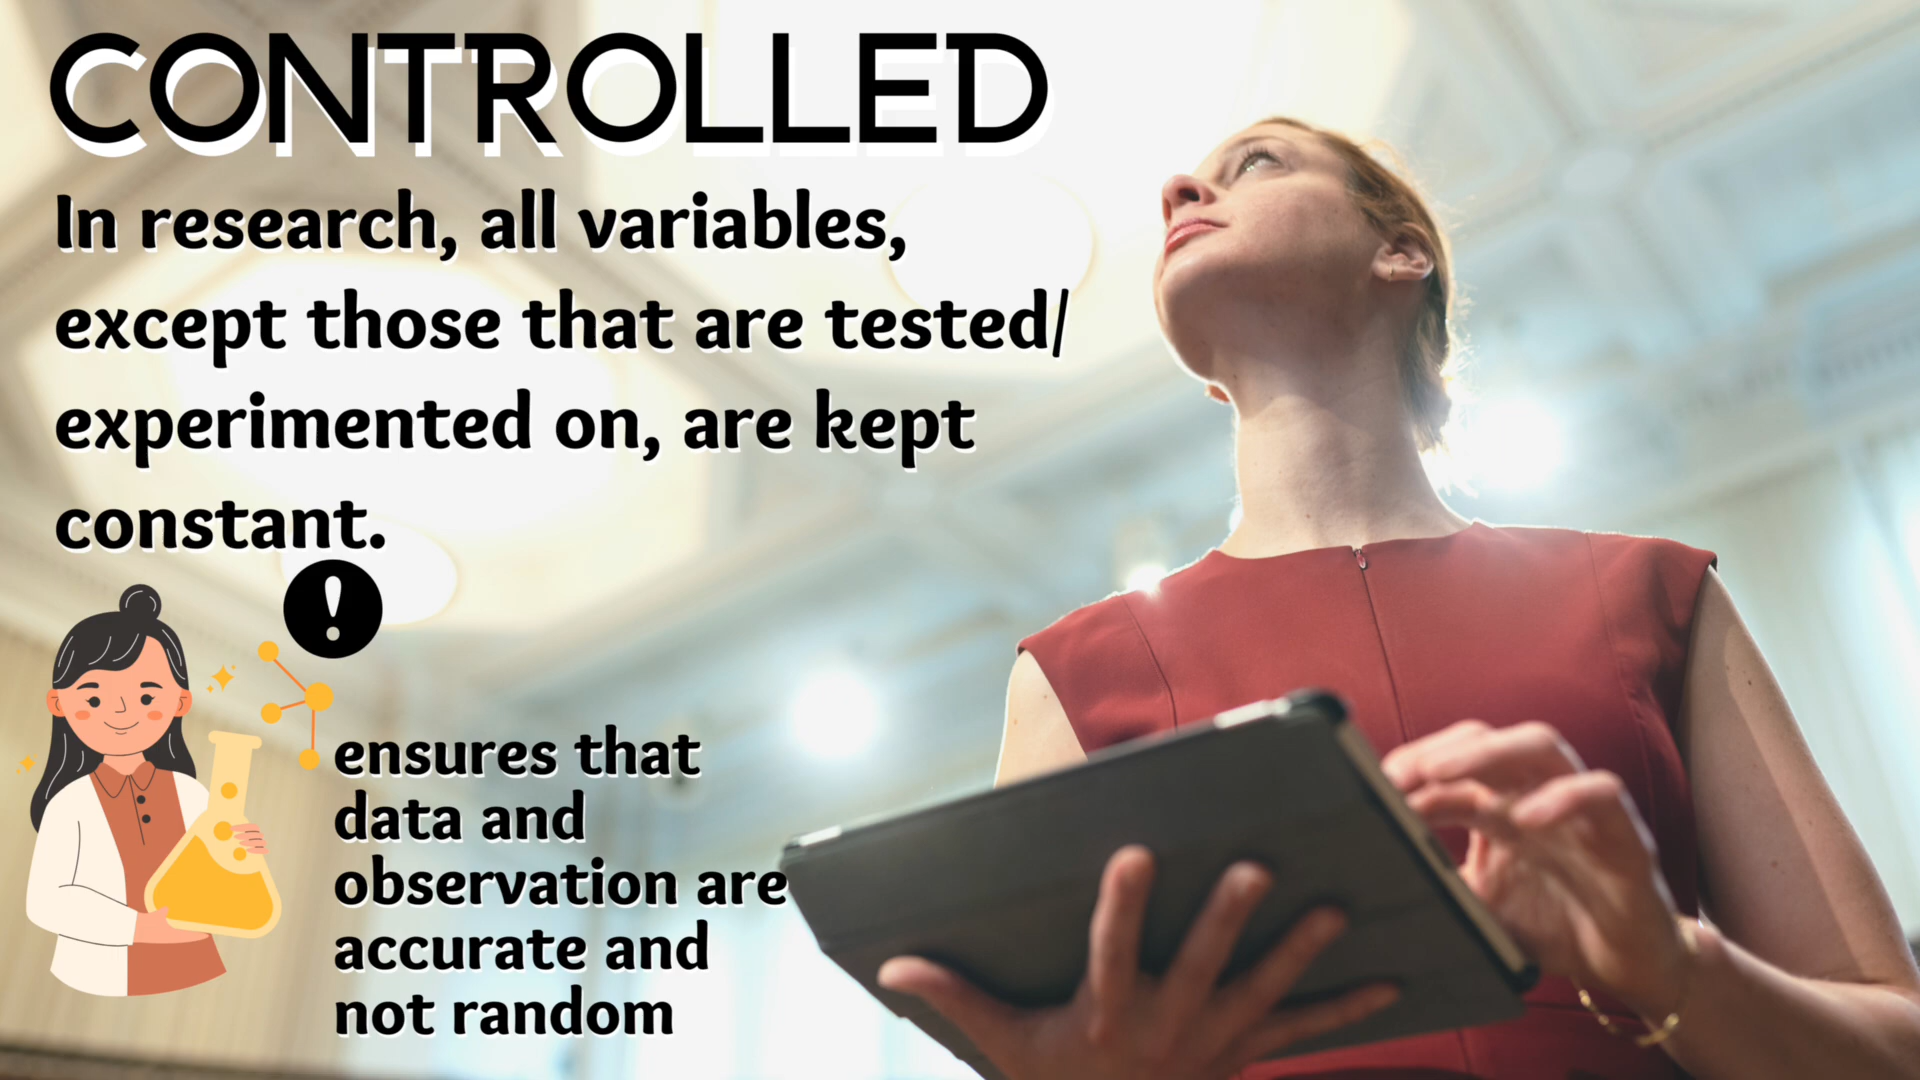 CONTROLLED
In research, all variables,
except those that are tested/
experimented on, are kept
constant.
!
ensures that
data and
observation are
accurate and
not random